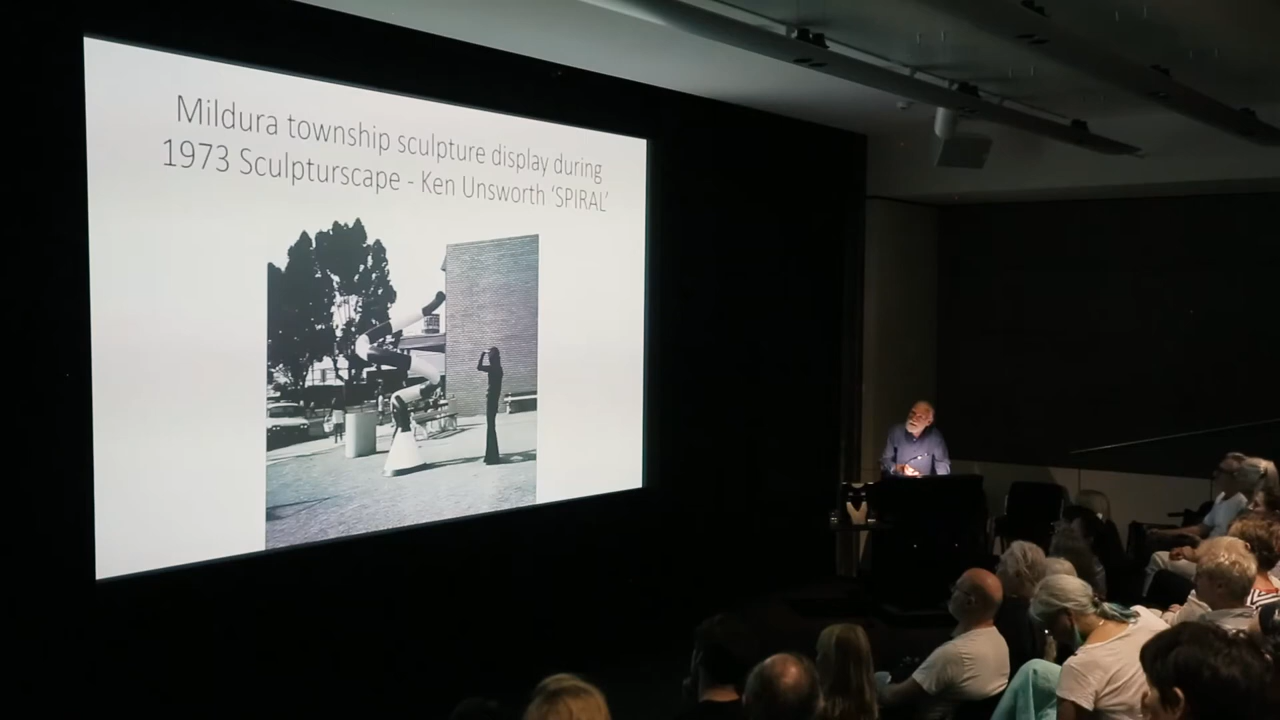 Mildura township sculpture display during
1973 Sculpturscape - Ken Unsworth ‘SPIRAL’